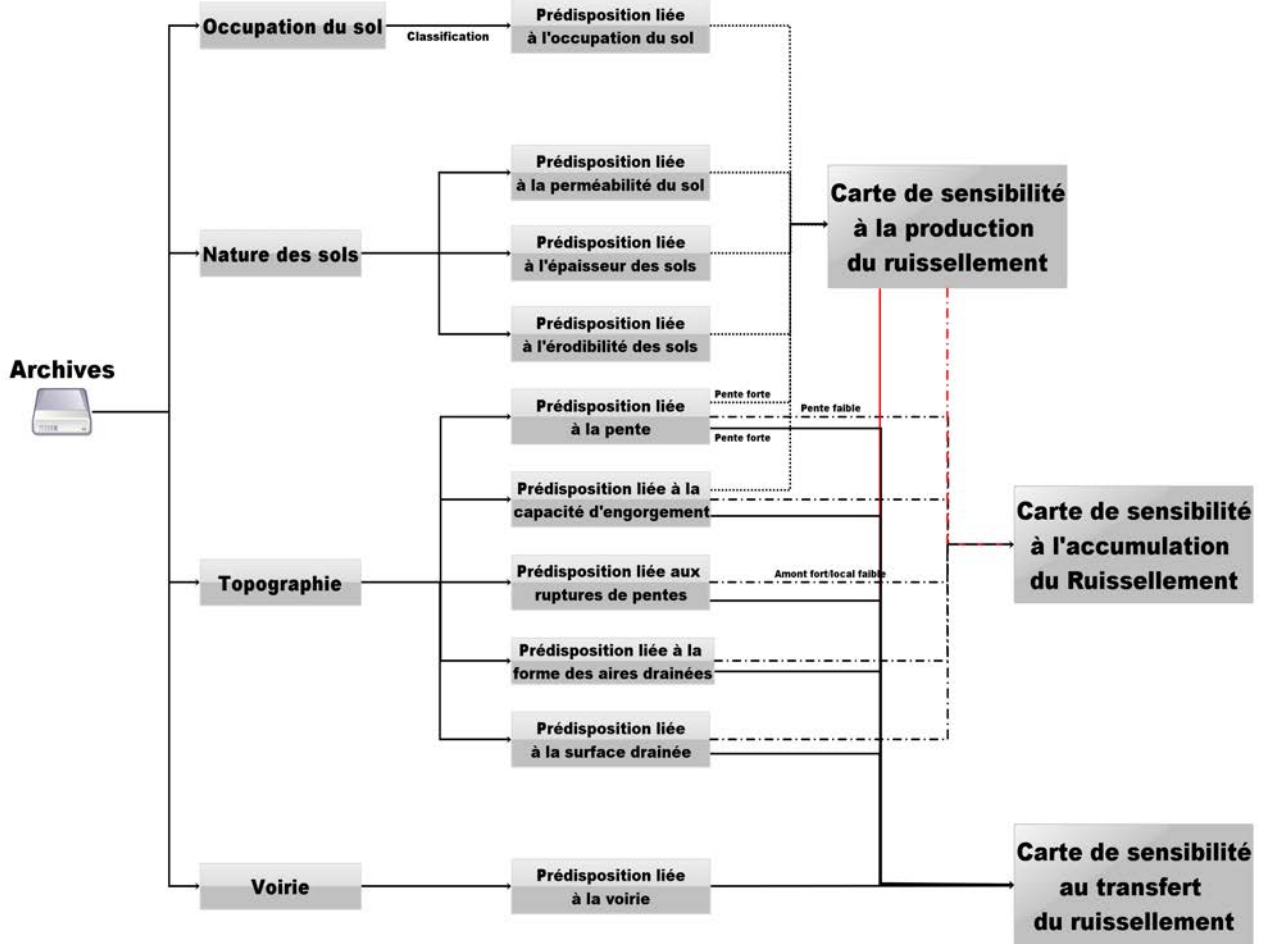 Occupation du sol
Classification
Prédisposition liée
à l'occupation du sol
Prédisposition liée
à la perméabilité du sol
Carte de sensibilité
à la production
du ruissellement
Nature des sols
Prédisposition liée
à l'épaisseur des sols
Prédisposition liée
à l'érodibilité des sols
Archives
Prédisposition liée
à la pente
Pente forte
Pente faible
Pente forte
Prédisposition liée à la
capacité d'engorgement
Carte de sensibilité
à l'accumulation
du Ruissellement
Topographie
Prédisposition liée aux
ruptures de pentes
Amont fort/local faible
Prédisposition liée à la
forme des aires drainées
Prédisposition liée
à la surface drainée
Voirie
Prédisposition liée
à la voirie
Carte de sensibilité
au transfert
du ruissellement